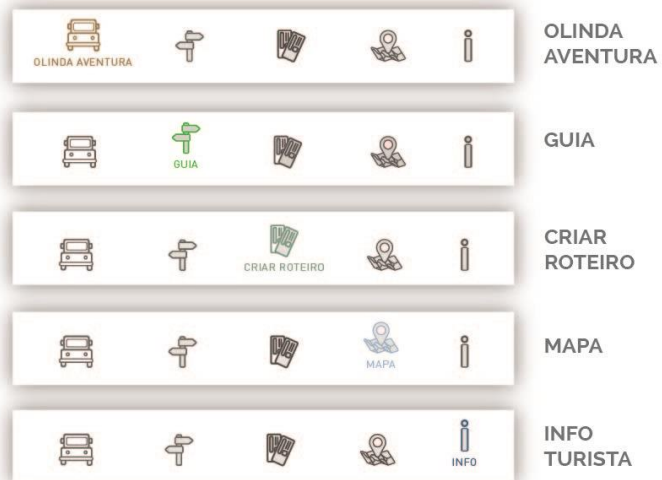 OLINDA AVENTURA
OLINDA
AVENTURA
GUIA
GUIA
CRIAR ROTEIRO
CRIAR
ROTEIRO
MAPA
MAPA
INFO
INFO
TURISTA